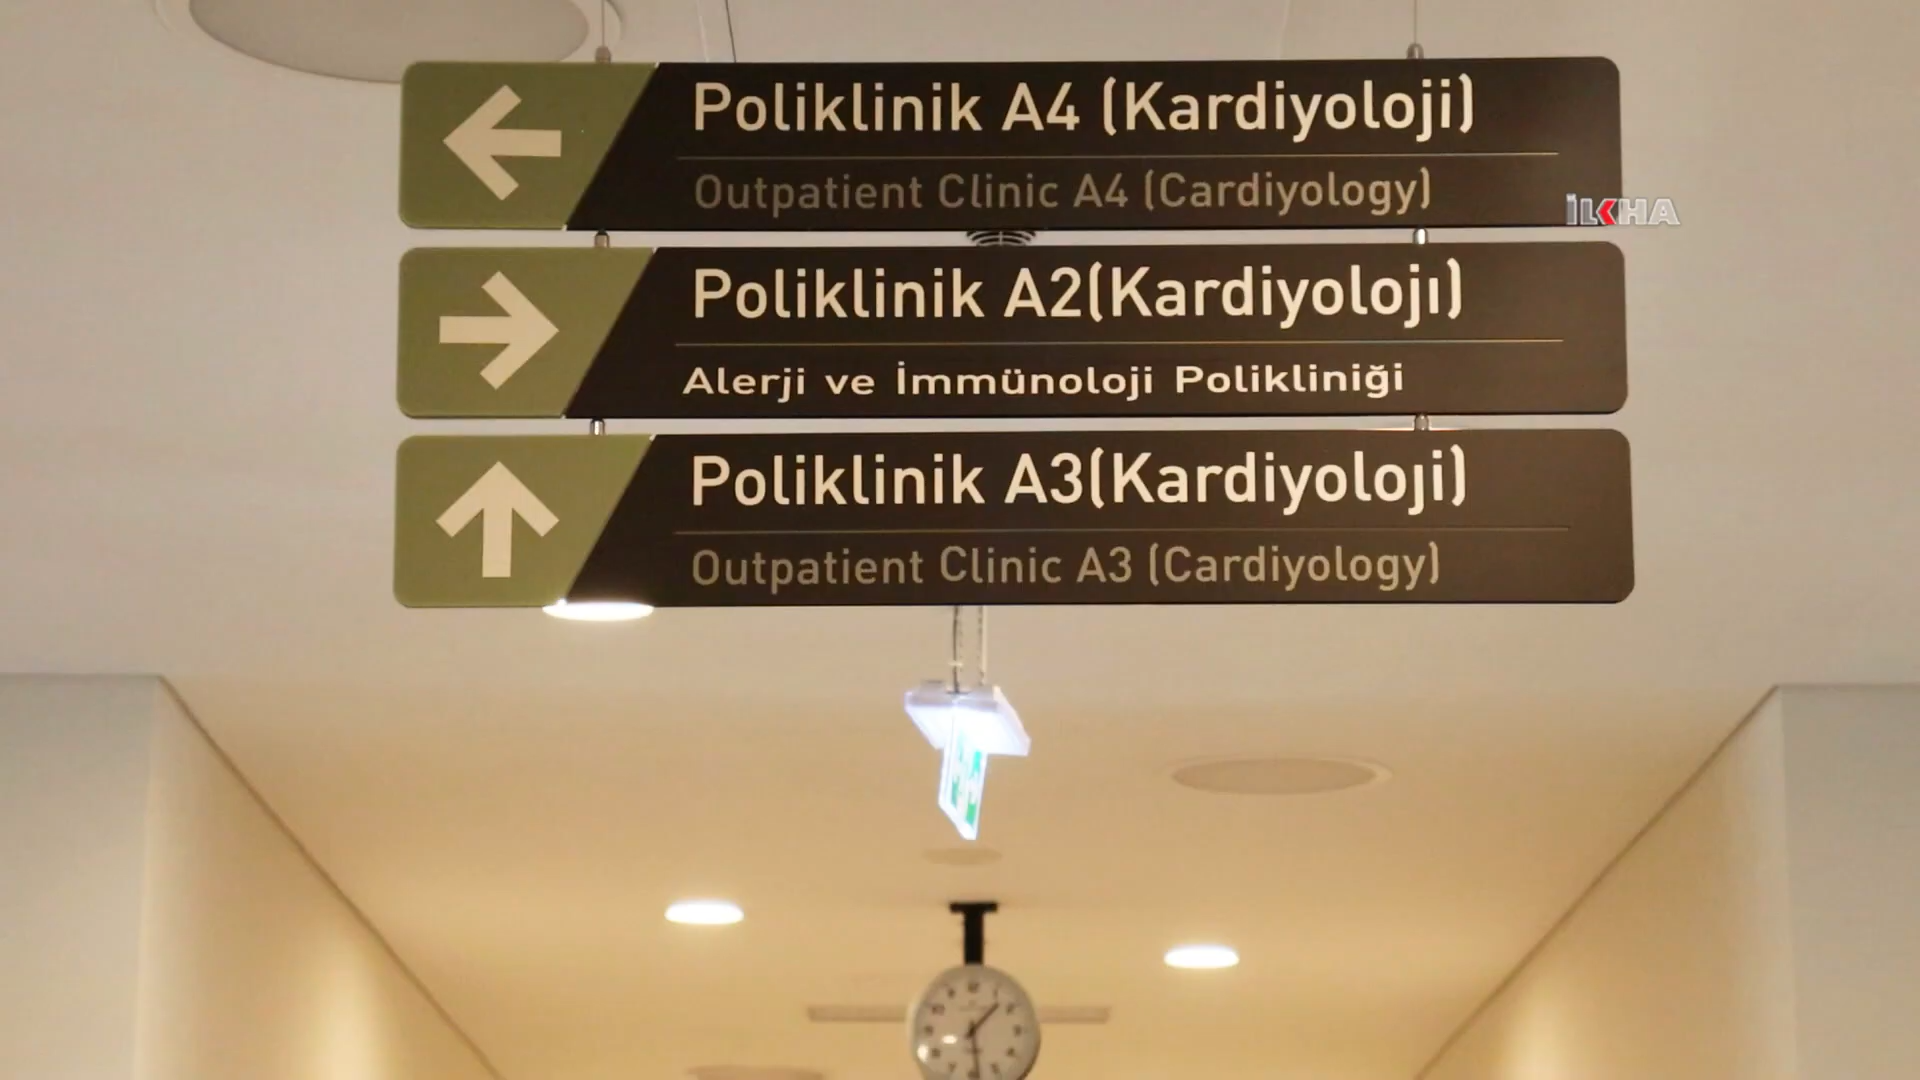 Poliklinik A4 (Kardiyoloji)
Outpatient Clinic A4 (Cardiyology)
İLKHA
Poliklinik A2(Kardiyolojı)
Alerji ve İmmünoloji Polikliniği
Poliklinik A3(Kardiyoloji)
Outpatient Clinic A3 (Cardiyology)